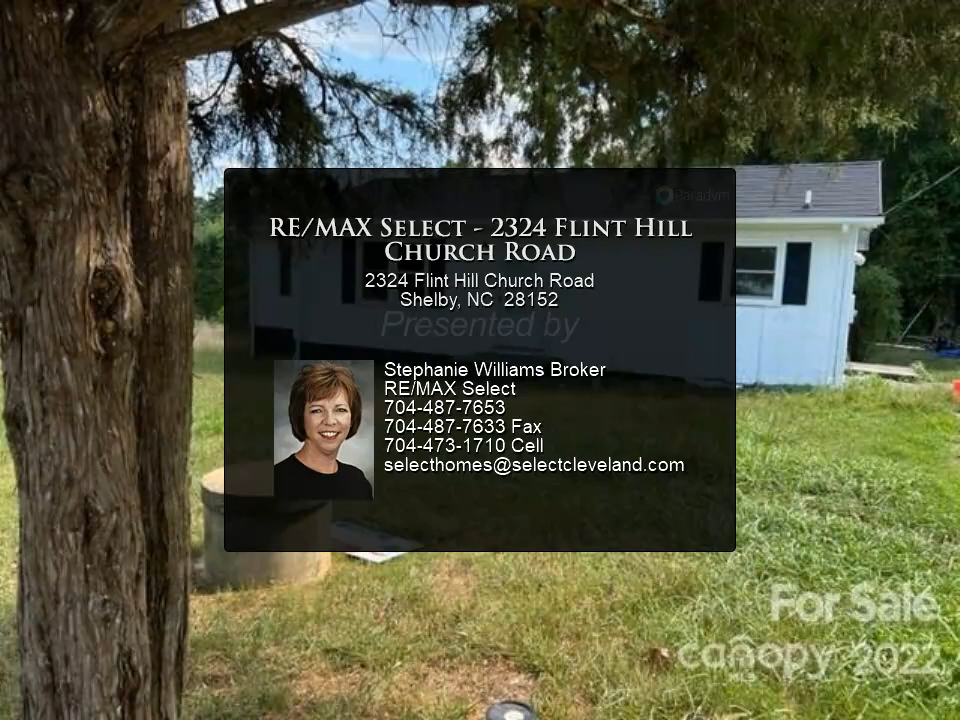 Paradym
RE/MAX Select - 2324 Flint Hill
Church Road
2324 Flint Hill Church Road
Shelby, NC 28152
Presented by
Stephanie Williams Broker
RE/MAX Select
704-487-7653
704-487-7633 Fax
704-473-1710 Cell
selecthomes@selectcleveland.com
For Sale
canopy 2022
MLS